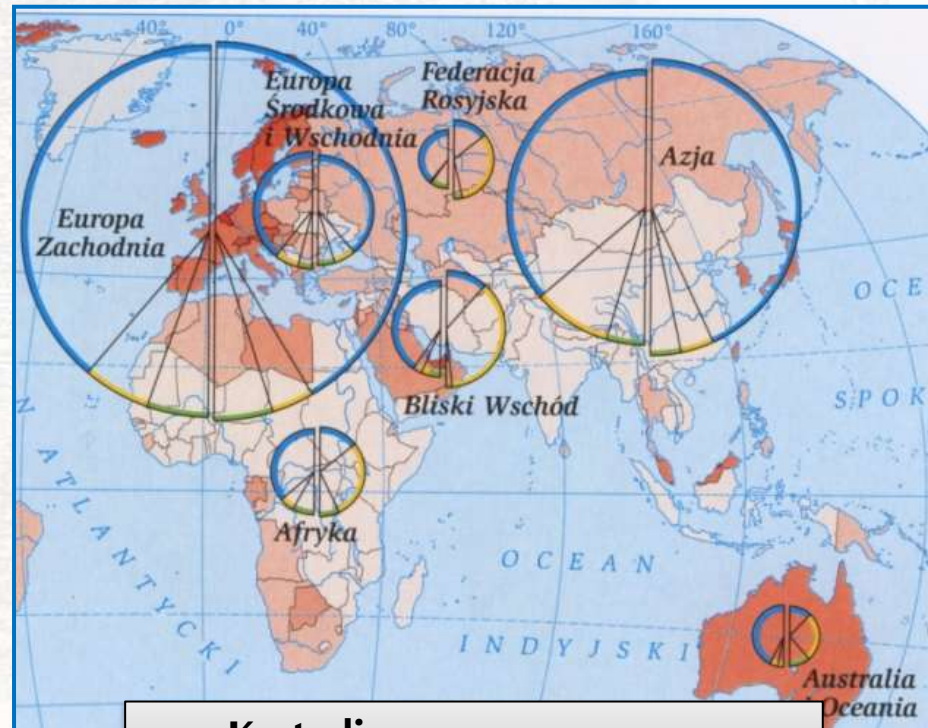 40°
0°
40°
80°
120°
160°
Europa
Środkowa
i Wschodnia
Federacja
Rosyjska
Azja
Europa
Zachodnia
OCE
SPOK
Bliski Wschód
N ATLANTYCKI
Afryka
OCEAN
INDYJSKI
Australia
i Oceania